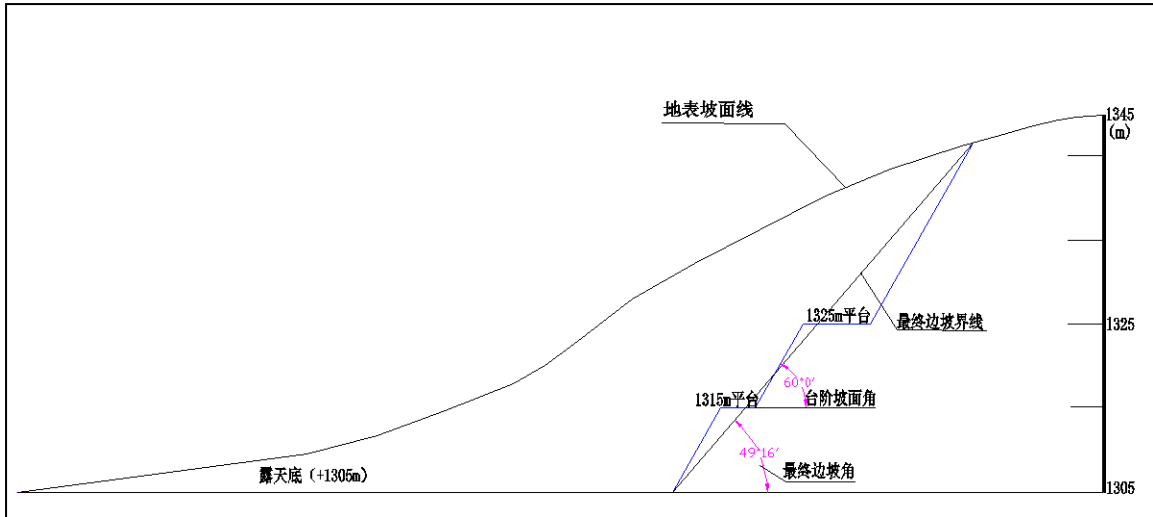 地表坡面线
1345
(m)
1325m平台
最终边坡界线
1325
60°0′
1315m平台
台阶坡面角
49°16′
露天底（+1305m）
最终边坡角
1305